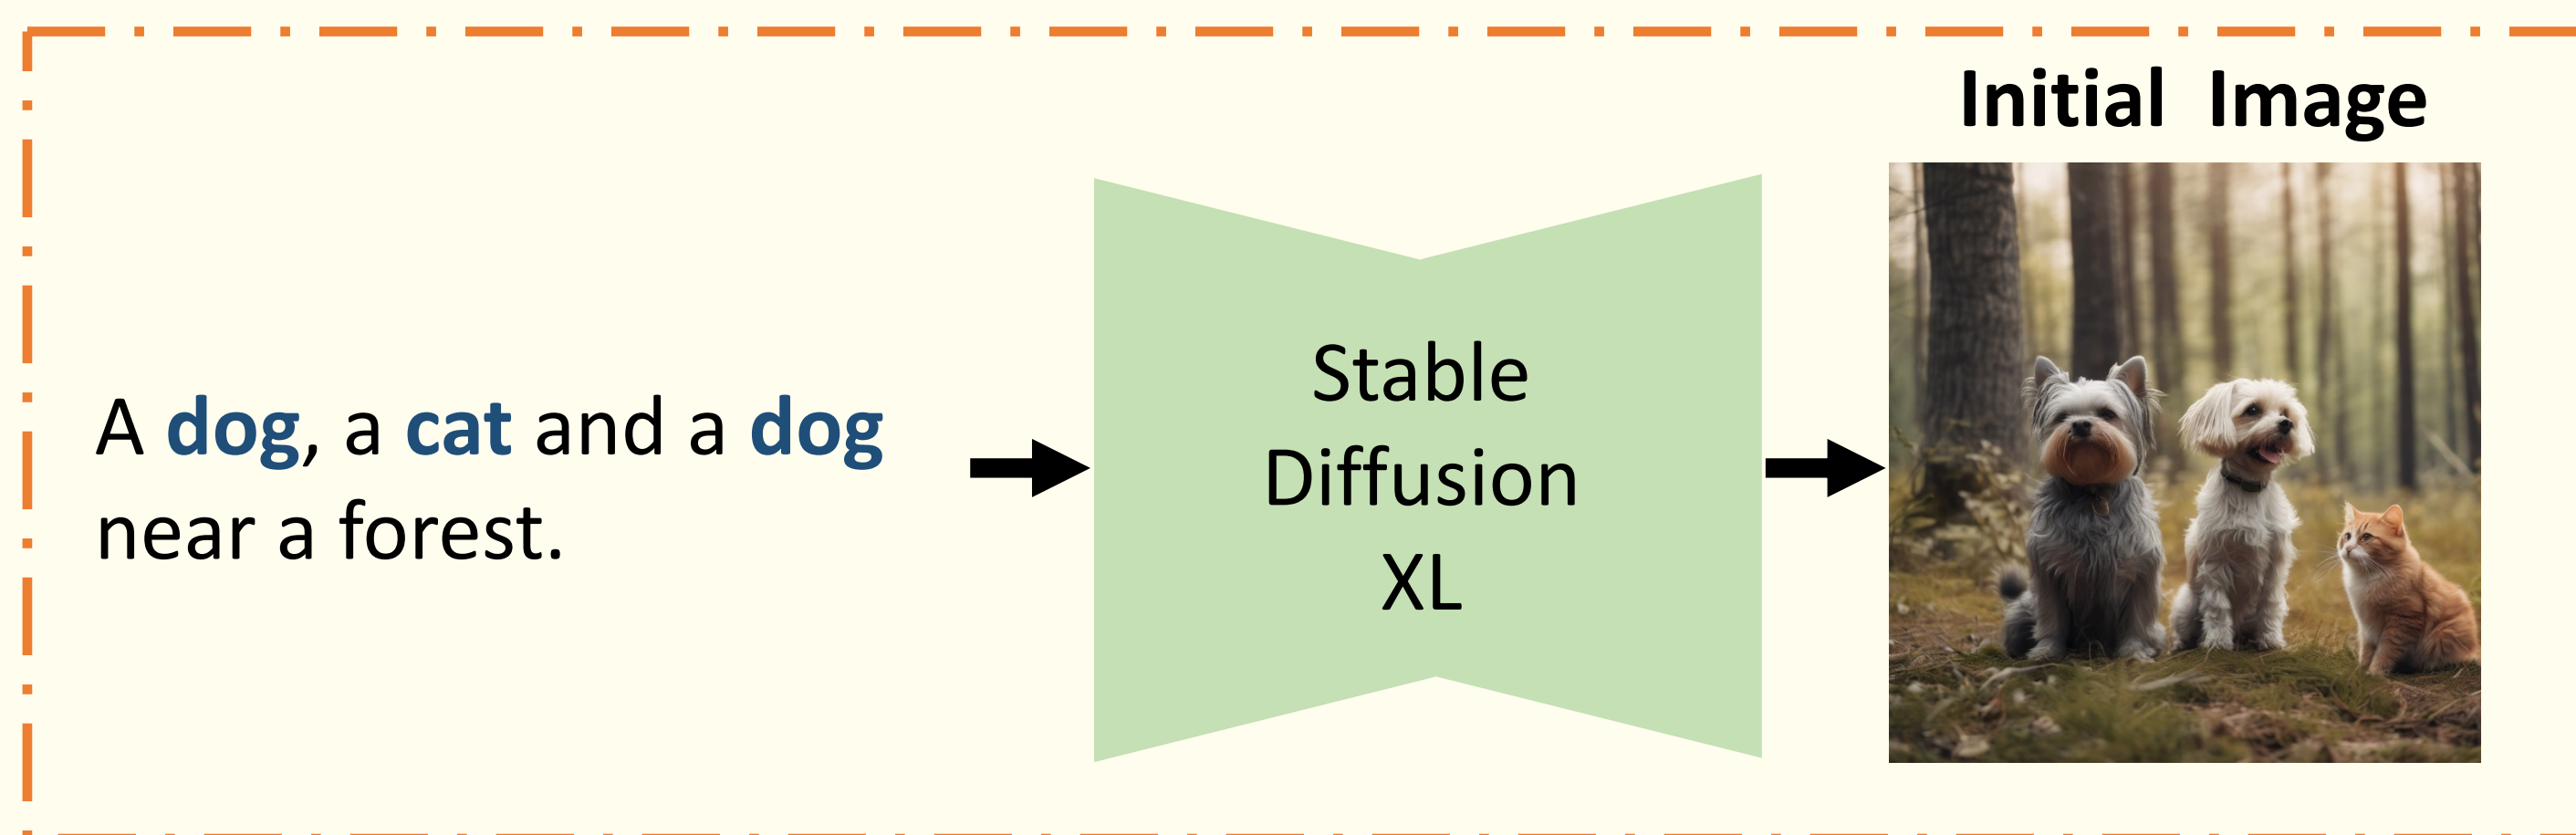 Initial Image
A dog, a cat and a dog
near a forest.
Stable
Diffusion
XL